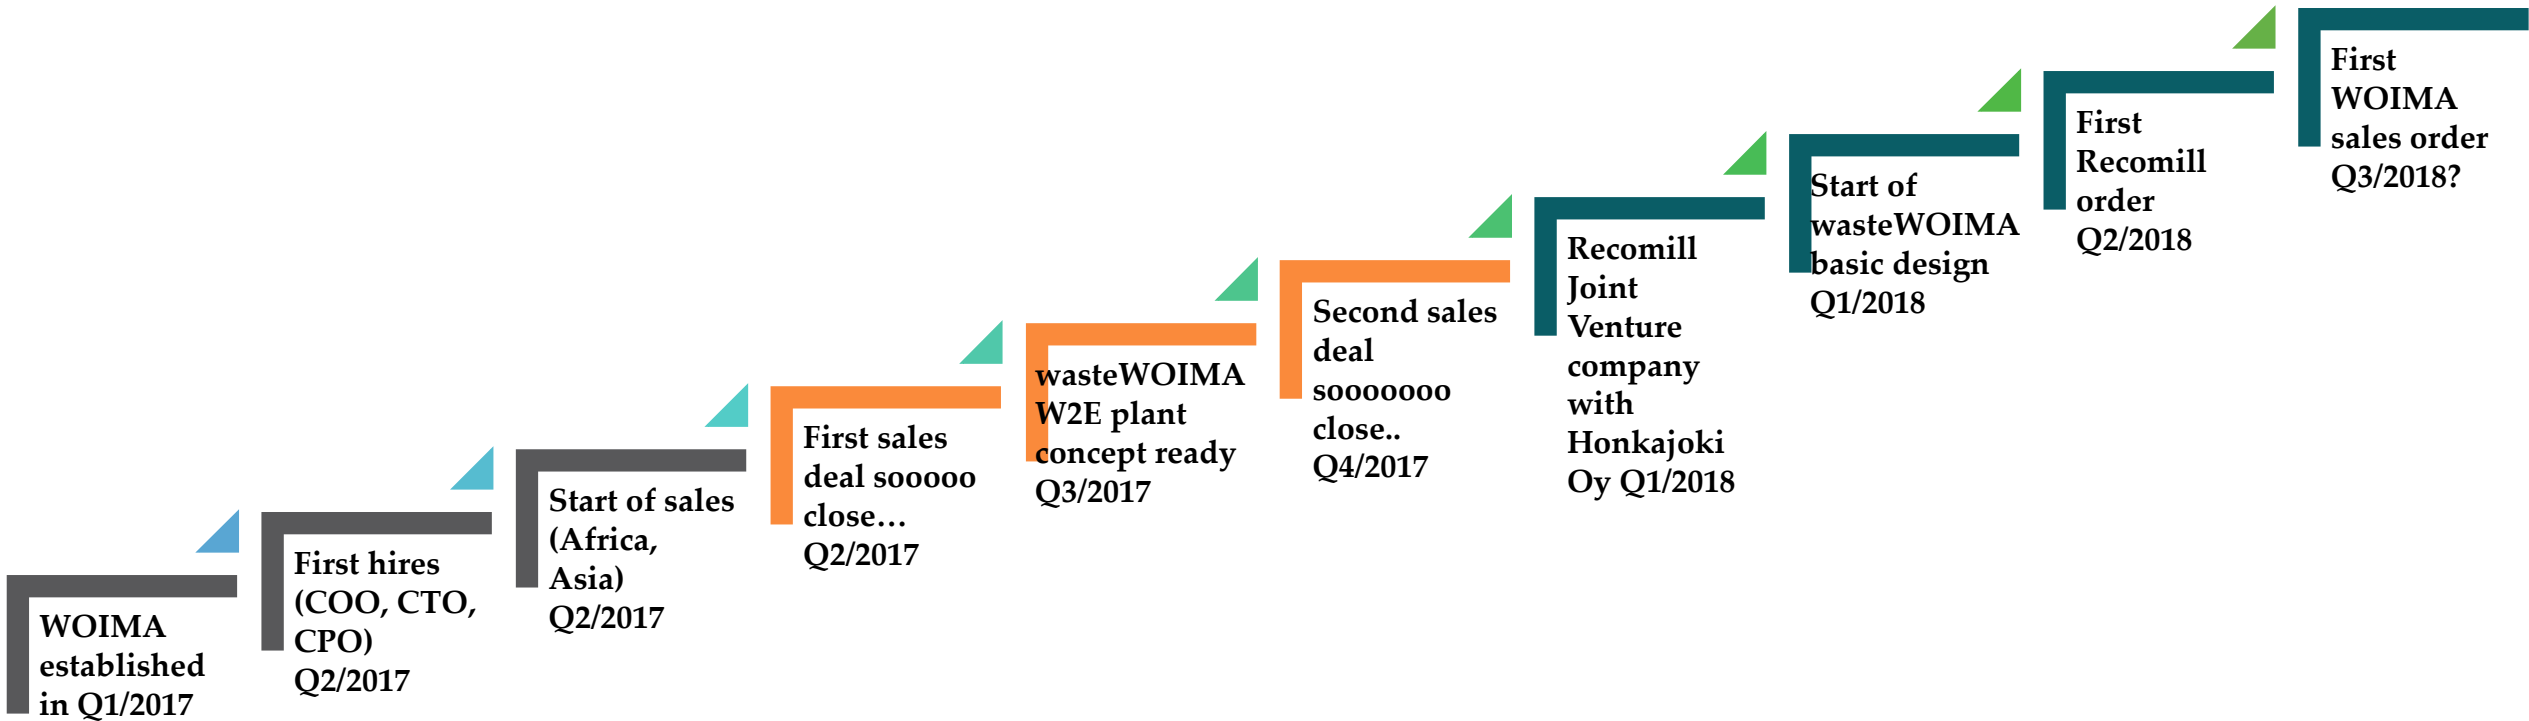 WOIMA
established
in Q1/2017
First hires
(COO, CTO,
CPO)
Q2/2017
Start of sales
(Africa,
Asia)
Q2/2017
First sales
deal sooooo
close…
Q2/2017
wasteWOIMA
W2E plant
concept ready
Q3/2017
Second sales
deal
sooooooo
close..
Q4/2017
Recomill
Joint
Venture
company
with
Honkajoki
Oy Q1/2018
Start of
wasteWOIMA
basic design
Q1/2018
First
Recomill
order
Q2/2018
First
WOIMA
sales order
Q3/2018?